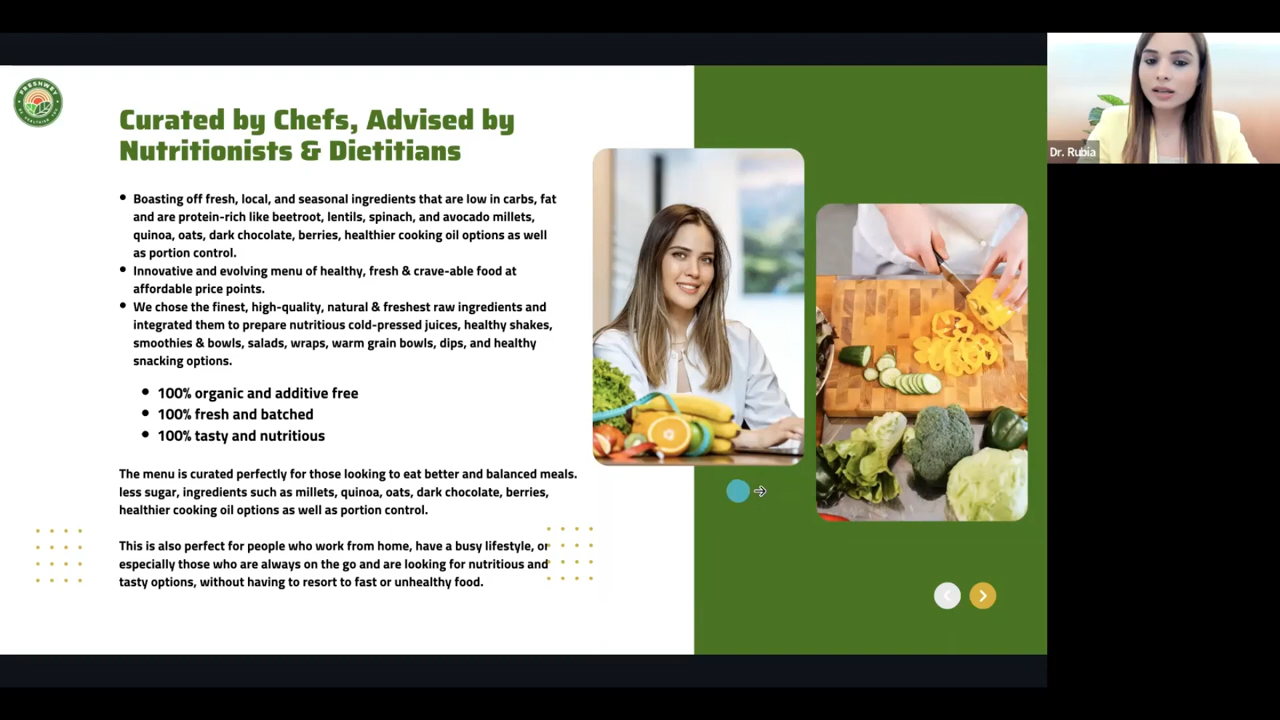 FRESHWEY
Curated by Chefs, Advised by
Nutritionists & Dietitians
• Boasting off fresh, local, and seasonal ingredients that are low in carbs, fat
and are protein-rich like beetroot, lentils, spinach, and avocado millets,
quinoa, oats, dark chocolate, berries, healthier cooking oil options as well
as portion control.
• Innovative and evolving menu of healthy, fresh & crave-able food at
affordable price points.
• We chose the finest, high-quality, natural & freshest raw ingredients and
integrated them to prepare nutritious cold-pressed juices, healthy shakes,
smoothies & bowls, salads, wraps, warm grain bowls, dips, and healthy
snacking options.
• 100% organic and additive free
• 100% fresh and batched
• 100% tasty and nutritious
The menu is curated perfectly for those looking to eat better and balanced meals.
less sugar, ingredients such as millets, quinoa, oats, dark chocolate, berries,
healthier cooking oil options as well as portion control.
This is also perfect for people who work from home, have a busy lifestyle, or
especially those who are always on the go and are looking for nutritious and
tasty options, without having to resort to fast or unhealthy food.
Dr. Rubia